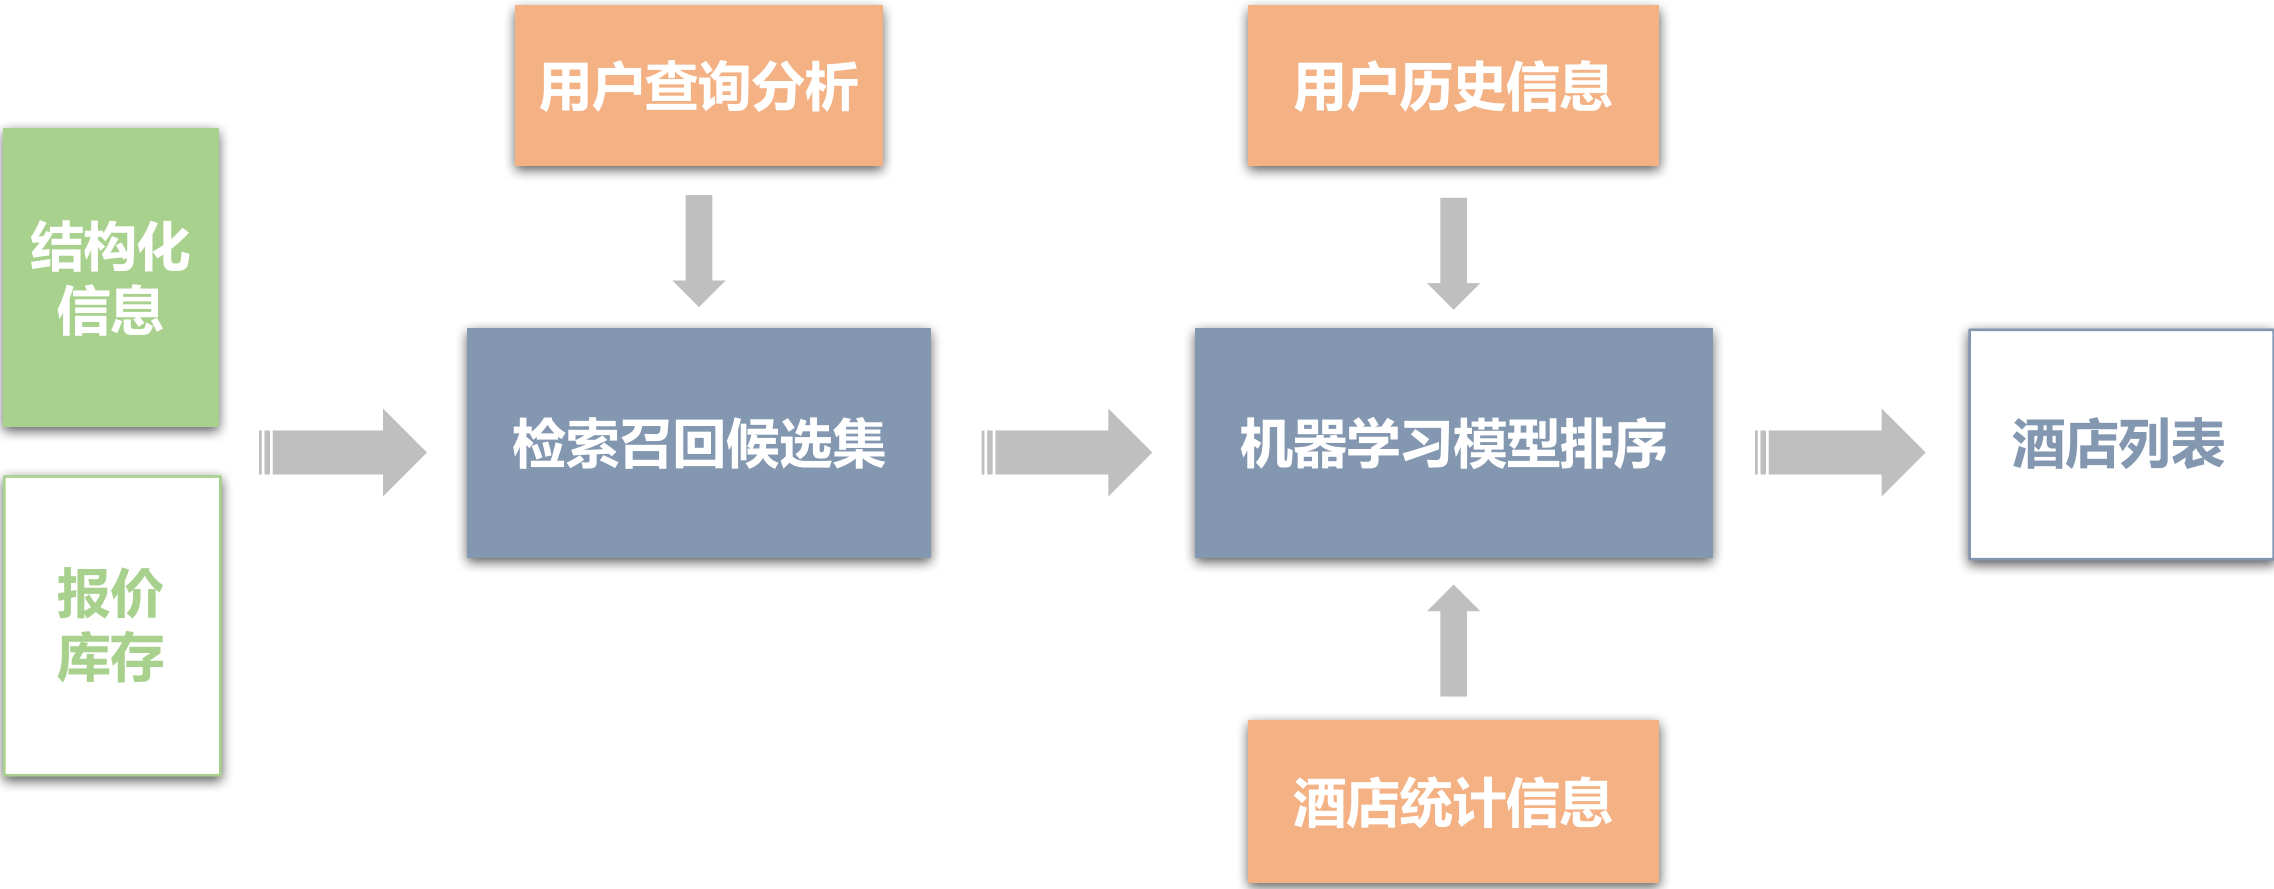 用户查询分析
用户历史信息
结构化
信息
检索召回候选集
机器学习模型排序
酒店列表
报价
库存
酒店统计信息